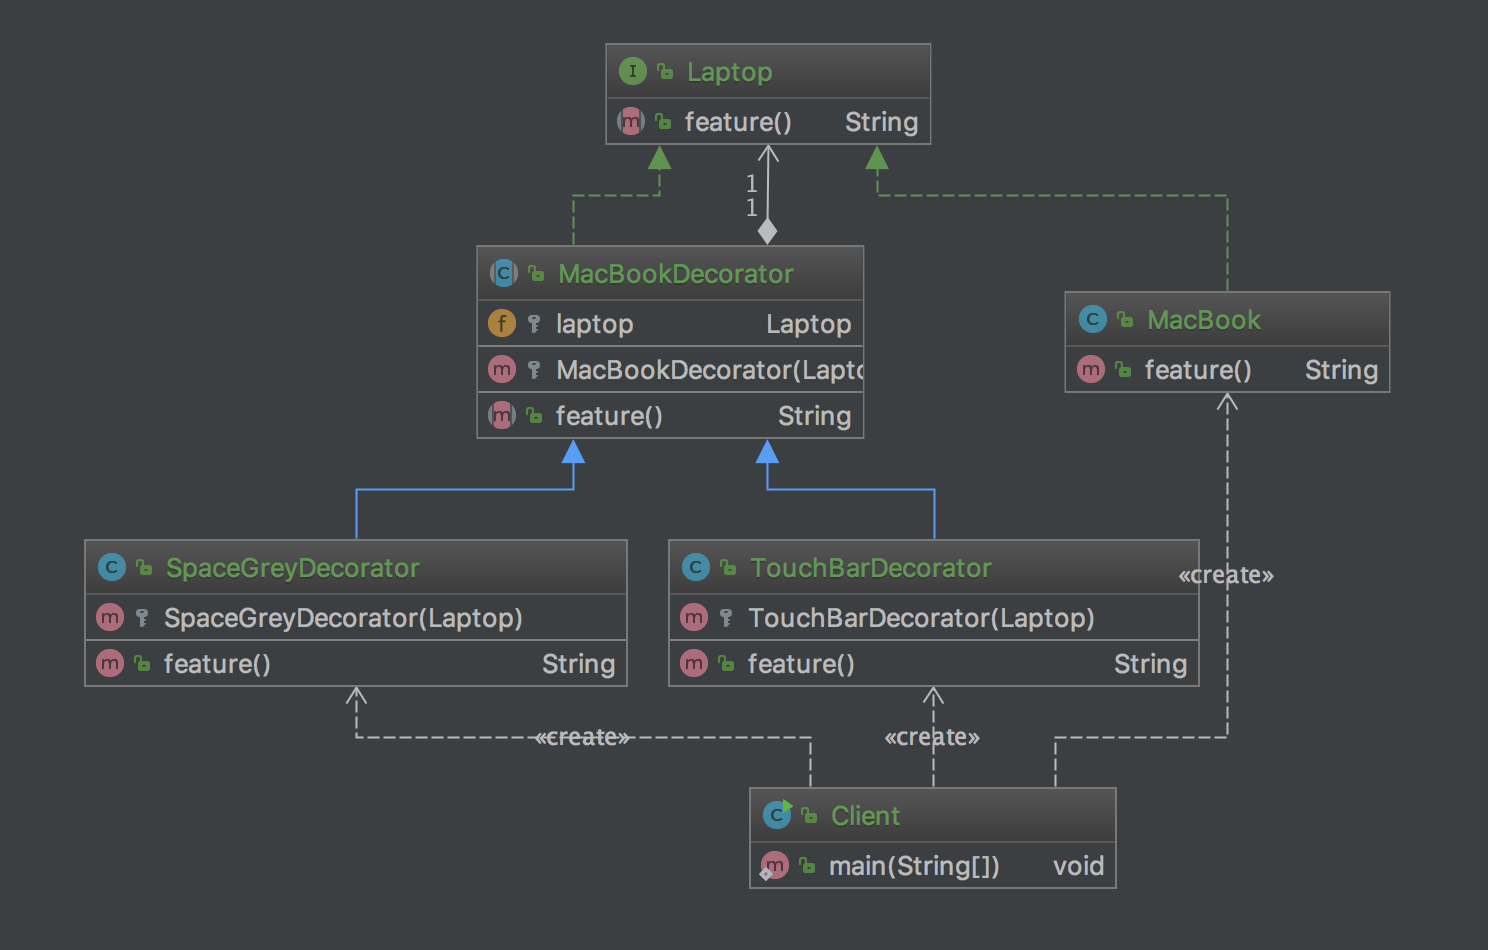 I Laptop
m feature() String
1
1
C MacBookDecorator
f laptop Laptop
m MacBookDecorator(Lapto
m feature() String
C MacBook
m feature() String
C SpaceGreyDecorator
m SpaceGreyDecorator(Laptop)
m feature() String
C TouchBarDecorator
m TouchBarDecorator(Laptop)
m feature() String
«create»
«create»
«create»
C Client
m main(String[]) void